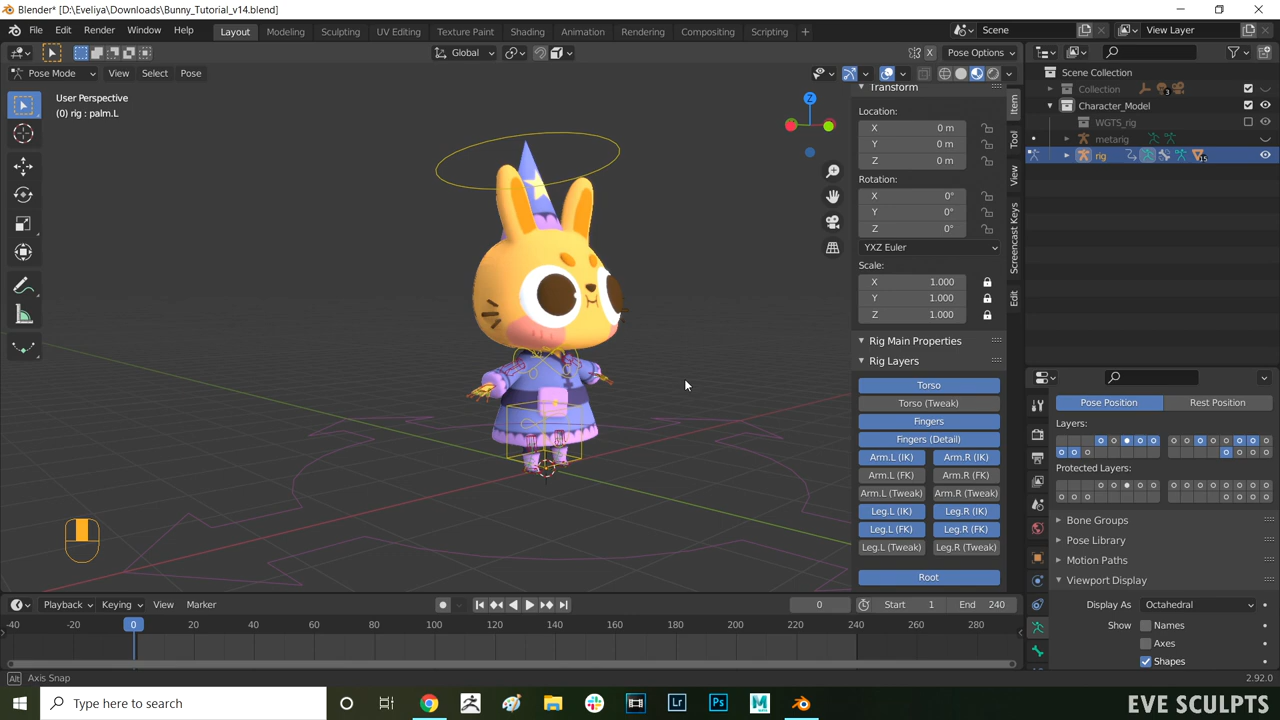 Blender* [D:\Eveliya\Downloads\Bunny_Tutorial_v14.blend]
File Edit Render Window Help Layout Modeling Sculpting UV Editing Texture Paint Shading Animation Rendering Compositing Scripting + Scene View Layer
Global X Pose Options
Pose Mode View Select Pose
User Perspective
(0) rig : palm.L
Z
Transform
Location:
X 0 m
Y 0 m
Z 0 m
Rotation:
X 0°
Y 0°
Z 0°
YXZ Euler
Scale:
X 1.000
Y 1.000
Z 1.000
Rig Main Properties
Rig Layers
Torso
Torso (Tweak)
Fingers
Fingers (Detail)
Arm.L (IK) Arm.R (IK)
Arm.L (FK) Arm.R (FK)
Arm.L (Tweak) Arm.R (Tweak)
Leg.L (IK) Leg.R (IK)
Leg.L (FK) Leg.R (FK)
Leg.L (Tweak) Leg.R (Tweak)
Root
Item
Tool
View
Screencast Keys
Edit
Scene Collection
Collection 3
Character_Model
WGTS_rig
metarig
rig 15
Pose Position Rest Position
Layers:
Protected Layers:
Bone Groups
Pose Library
Motion Paths
Viewport Display
Display As Octahedral
Show Names
Axes
Shapes
Playback Keying View Marker 0 Start 1 End 240
-40 -20 0 20 40 60 80 100 120 140 160 180 200 220 240 260 280
Alt Axis Snap 2.92.0
Type here to search Lr Ps M
EVE SCULPTS